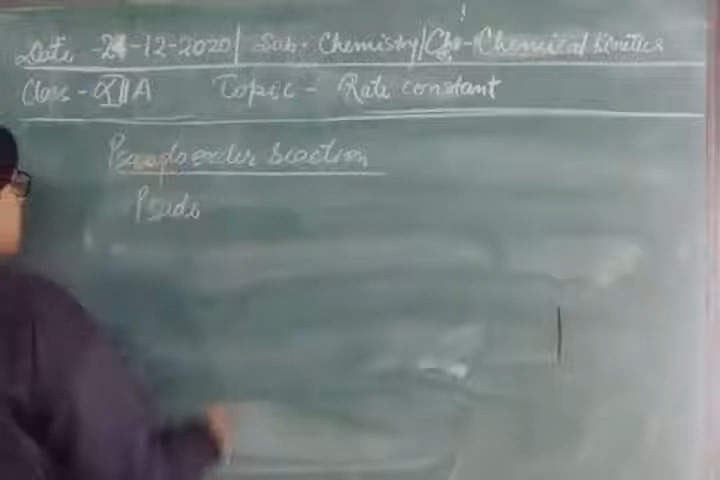 Date - 24-12-2020 | Sub. Chemistry/Ch-Chemical Kinetics
Class - XII A Topic - Rate constant
Pseudo order reaction
Psudo